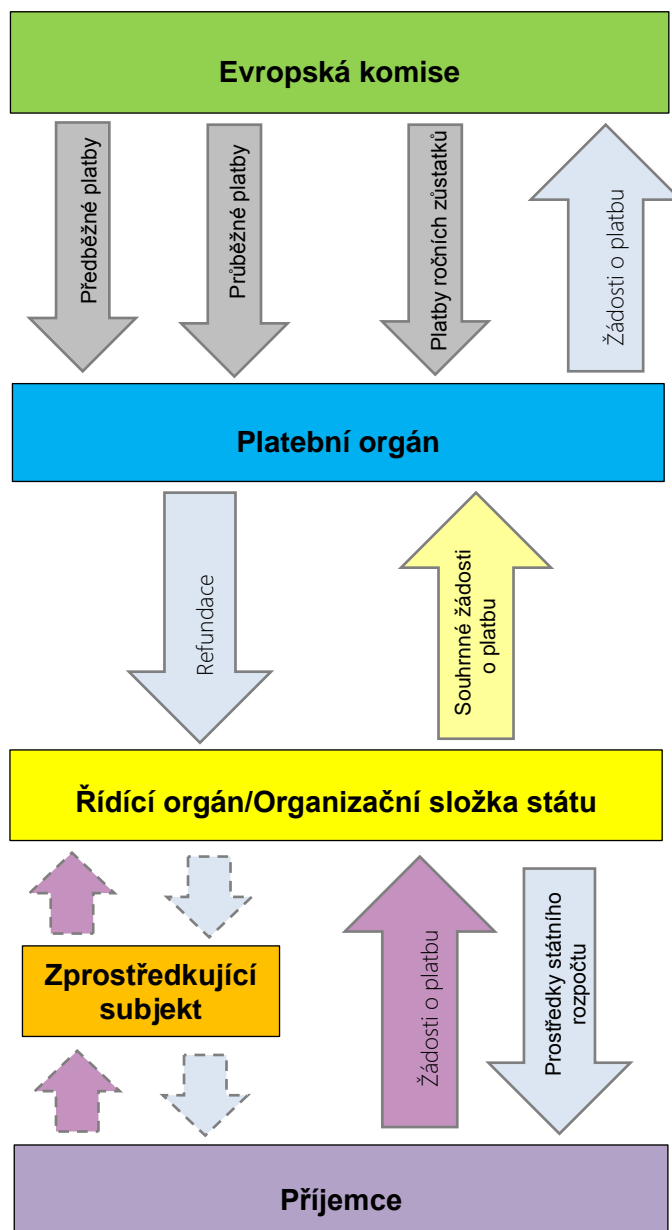 Evropská komise
Předběžné platby
Průběžné platby
Platby ročních zůstatků
Žádosti o platbu
Platební orgán
Refundace
Souhrnné žádosti
o platbu
Řídící orgán/Organizační složka státu
Zprostředkující
subjekt
Žádosti o platbu
Prostředky státního
rozpočtu
Příjemce